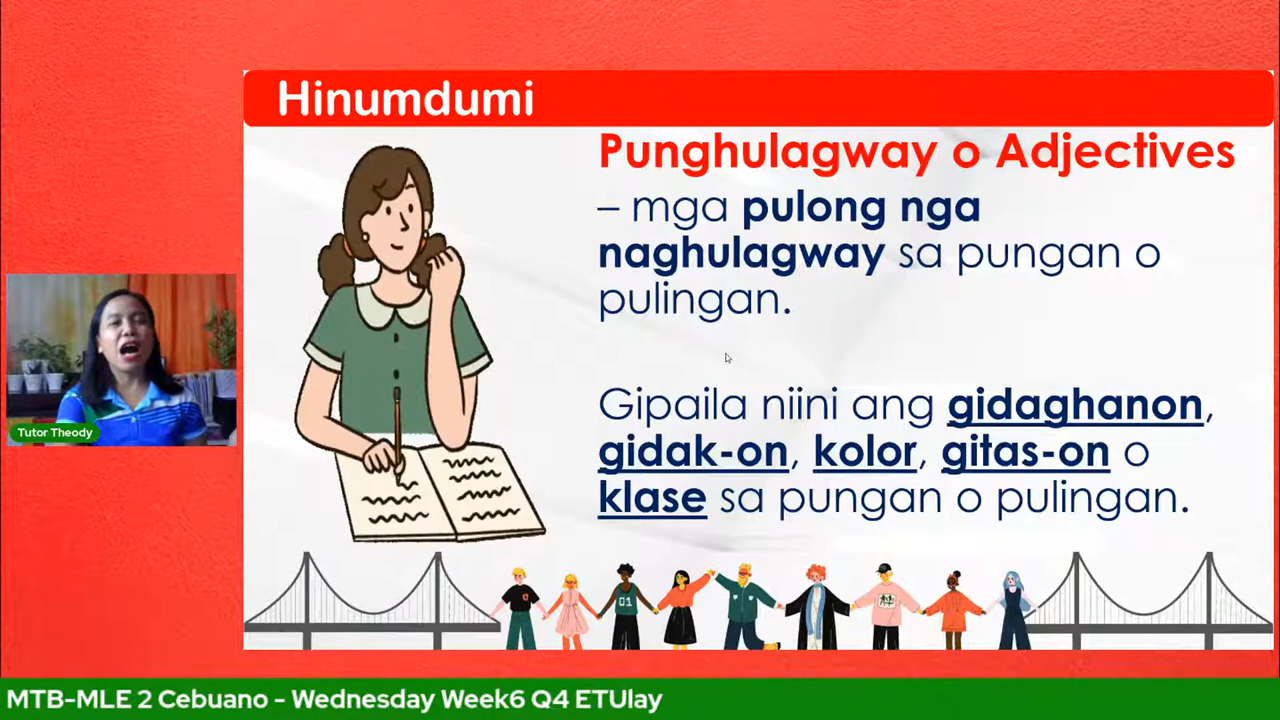 Hinumdumi
Punghulagway o Adjectives
– mga pulong nga
naghulagway sa pungan o
pulingan.
Gipaila niini ang gidaghanon,
gidak-on, kolor, gitas-on o
klase sa pungan o pulingan.
Tutor Theody
01
MTB-MLE 2 Cebuano - Wednesday Week6 Q4 ETUlay